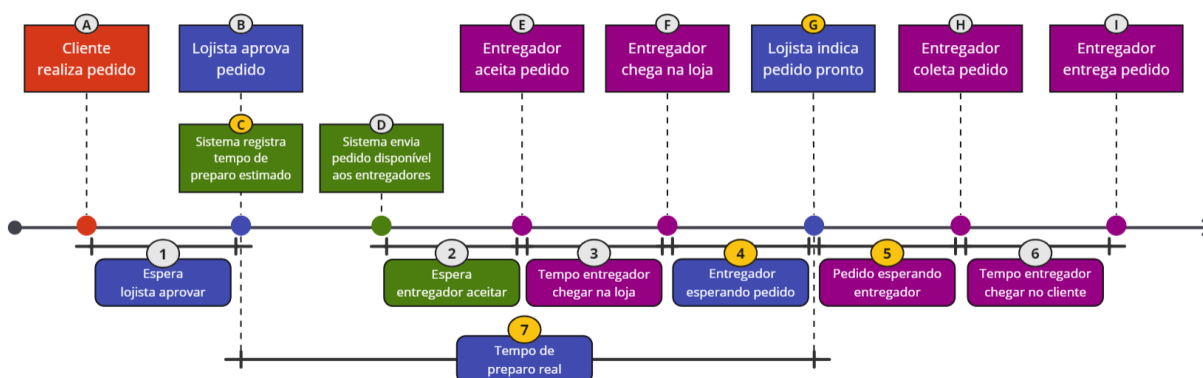 A
Cliente
realiza pedido
B
Lojista aprova
pedido
C
Sistema registra
tempo de
preparo estimado
D
Sistema envia
pedido disponível
aos entregadores
E
Entregador
aceita pedido
F
Entregador
chega na loja
G
Lojista indica
pedido pronto
H
Entregador
coleta pedido
I
Entregador
entrega pedido
1
Espera
lojista aprovar
2
Espera
entregador aceitar
3
Tempo entregador
chegar na loja
4
Entregador
esperando pedido
5
Pedido esperando
entregador
6
Tempo entregador
chegar no cliente
7
Tempo de
preparo real